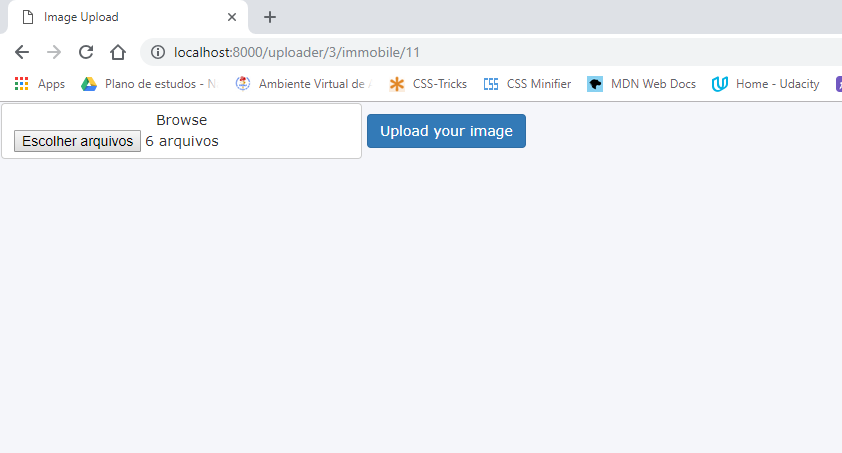 Image Upload
localhost:8000/uploader/3/immobile/11
Apps Plano de estudos - Ambiente Virtual de CSS-Tricks CSS Minifier MDN Web Docs Home - Udacity
Browse
Escolher arquivos 6 arquivos
Upload your image